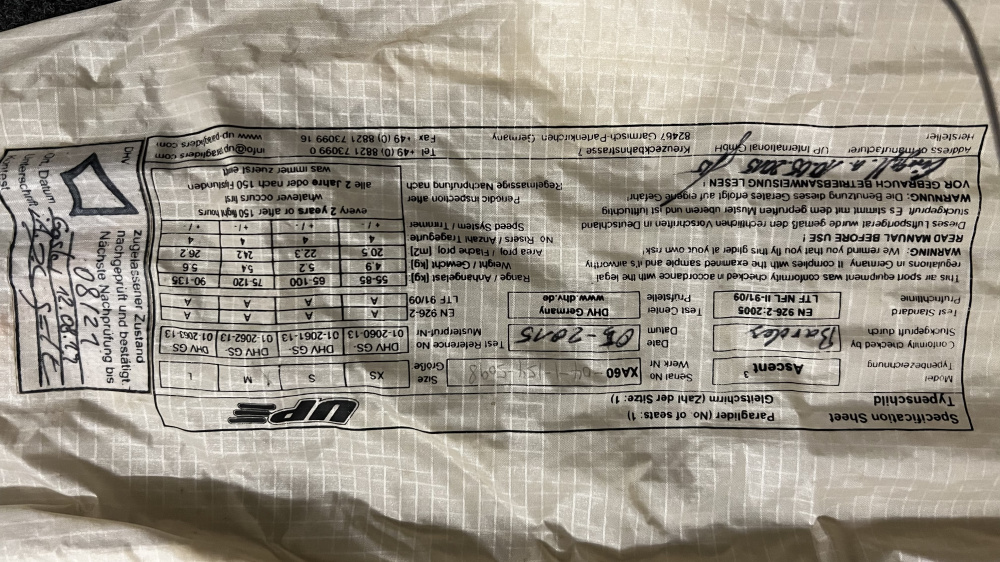 Specification Sheet
Typenschild
Paraglider (No. of seats: 1)
Gleitschirm (Zahl der Sitze: 1)
UP
Model
Typenbezeichnung
Ascent 3
Serial No
Werk Nr
XA60
Size
Größe
XS S M L
Conformity checked by
Stückgeprüft durch
Date
Datum
05-2015
Test Reference No
Musterprüf-Nr
DHV GS- 01-2060-13
DHV GS- 01-2061-13
DHV GS- 01-2062-13
DHV GS 01-2063-13
Test Standard
Prüfrichtlinie
EN 926-2:2005
LTF NFL-II-91/09
Test Center
Prüfstelle
DHV Germany
www.dhv.de
EN 926-2 A A A A
LTF 91/09 A A A A
This air sport equipment was conformity checked in accordance with the legal
regulations in Germany. It complies with the examined sample and it's airworthy
WARNING: We remind you that you fly this glider at your own risk!
READ MANUAL BEFORE USE!
Dieses Luftsportgerät wurde gemäß den rechtlichen Vorschriften in Deutschland
stückgeprüft. Es stimmt mit dem geprüften Muster überein und ist lufttüchtig
WARNUNG: Die Benutzung dieses Gerätes erfolgt auf eigene Gefahr!
VOR GEBRAUCH BETRIEBSANWEISUNG LESEN!
Range / Anhängelast [kg] 55-85 65-100 75-120 90-135
Weight / Gewicht [kg] 4.9 5.2 5.4 5.6
Area proj / Fläche proj [m2] 20.5 22.3 24.1 26.2
No Risers / Anzahl Tragegurte 4 4 4 4
Speed System / Trimmer +/- +/- +/- +/-
Periodic inspection after
Regelmässige Nachprüfung nach
every 2 years or after 150 flight hours
whatever occurs first
alle 2 Jahre oder nach 150 Flugstunden
was immer zuerst eintr
Address of manufacturer
Hersteller
UP International GmbH
Kreuzeckbahnstrasse 7
82467 Garmisch-Partenkirchen Germany
Tel +49 (0) 8821 73099 0
Fax +49 (0) 8821 73099 16
info@up-paragliders com
www up-paragliders com
DHV
zugelassener Zustand
nachgeprüft und bestätigt.
Nächste Nachprüfung bis
08/21
Ort, Datum
12.08.19
Unterschrift